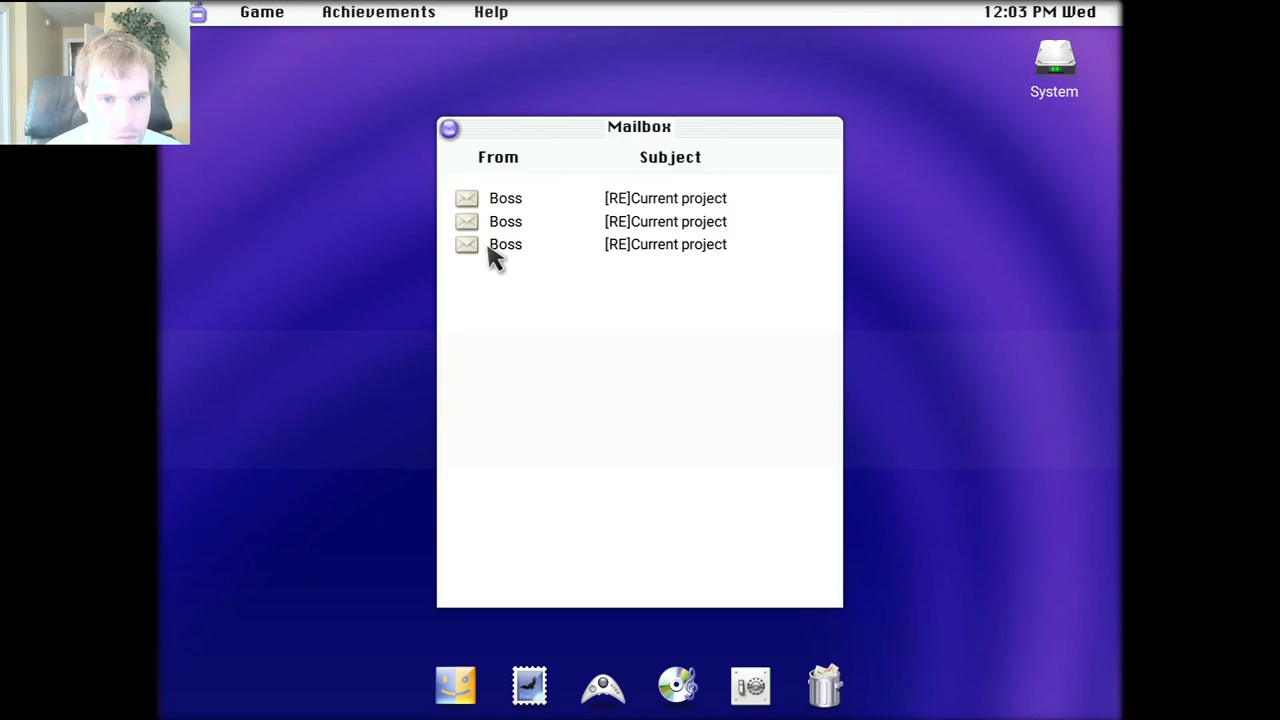 Game Achievements Help 12:03 PM Wed
System
Mailbox
From Subject
Boss [RE]Current project
Boss [RE]Current project
Boss [RE]Current project